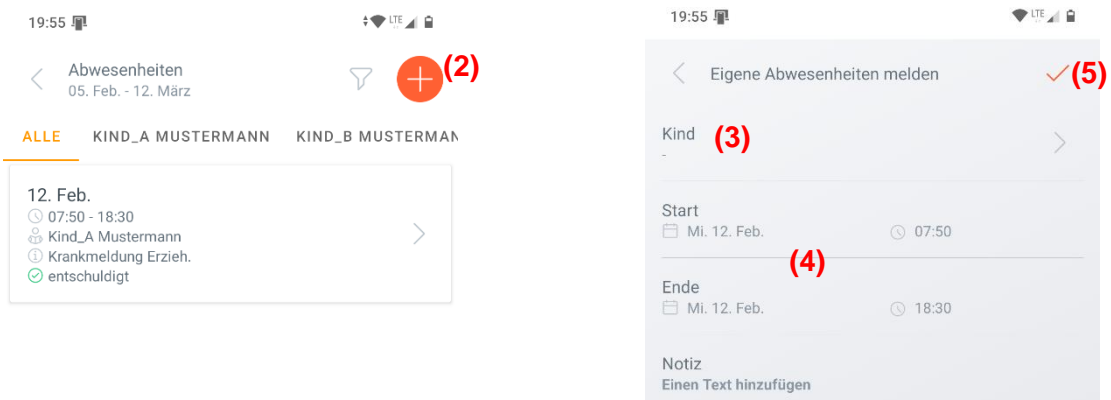 19:55 LTE
Abwesenheiten (2)
05. Feb. - 12. März
ALLE KIND_A MUSTERMANN KIND_B MUSTERMAN
12. Feb.
07:50 - 18:30
Kind_A Mustermann
Krankmeldung Erzieh.
entschuldigt
19:55 LTE
Eigene Abwesenheiten melden (5)
Kind (3)
-
Start
Mi. 12. Feb. 07:50
(4)
Ende
Mi. 12. Feb. 18:30
Notiz
Einen Text hinzufügen